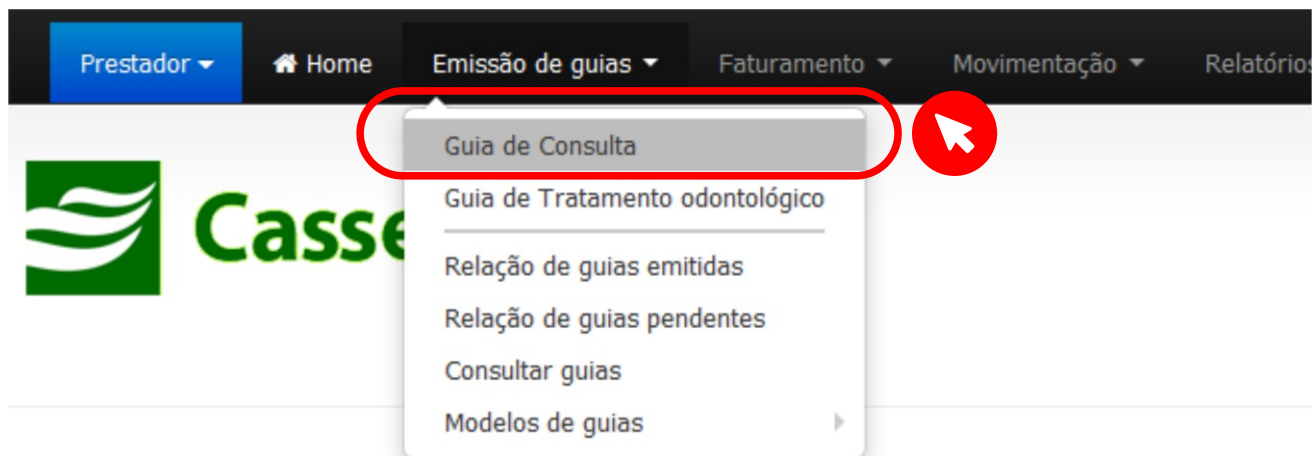 Prestador Home Emissão de guias Faturamento Movimentação Relatórios
Guia de Consulta
Guia de Tratamento odontológico
Relação de guias emitidas
Relação de guias pendentes
Consultar guias
Modelos de guias